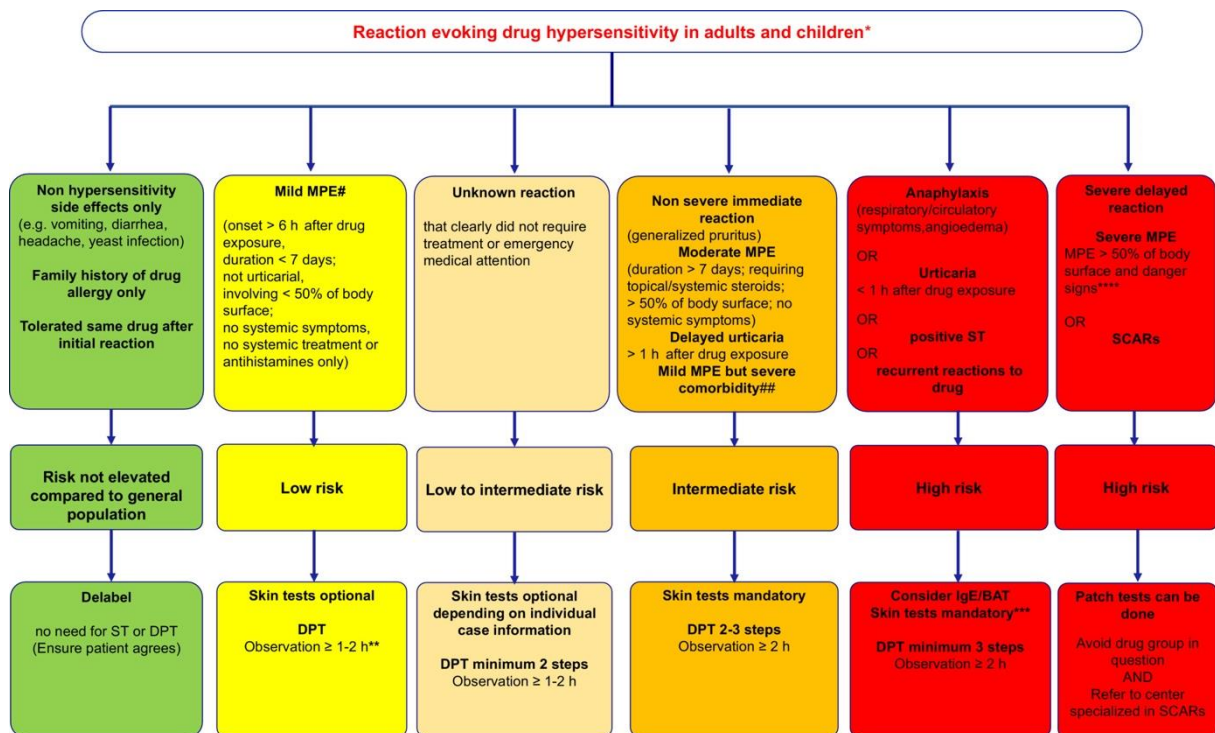 Reaction evoking drug hypersensitivity in adults and children*
Non hypersensitivity
side effects only
(e.g. vomiting, diarrhea,
headache, yeast infection)
Family history of drug
allergy only
Tolerated same drug after
initial reaction
Mild MPE#
(onset > 6 h after drug
exposure,
duration < 7 days;
not urticarial,
involving < 50% of body
surface;
no systemic symptoms,
no systemic treatment or
antihistamines only)
Unknown reaction
that clearly did not require
treatment or emergency
medical attention
Non severe immediate
reaction
(generalized pruritus)
Moderate MPE
(duration > 7 days; requiring
topical/systemic steroids;
> 50% of body surface; no
systemic symptoms)
Delayed urticaria
> 1 h after drug exposure
Mild MPE but severe
comorbidity##
Anaphylaxis
(respiratory/circulatory
symptoms,angioedema)
OR
Urticaria
< 1 h after drug exposure
OR
positive ST
OR
recurrent reactions to
drug
Severe delayed
reaction
Severe MPE
MPE > 50% of body
surface and danger
signs****
OR
SCARs
Risk not elevated
compared to general
population
Low risk
Low to intermediate risk
Intermediate risk
High risk
High risk
Delabel
no need for ST or DPT
(Ensure patient agrees)
Skin tests optional
DPT
Observation ≥ 1-2 h**
Skin tests optional
depending on individual
case information
DPT minimum 2 steps
Observation ≥ 1-2 h
Skin tests mandatory
DPT 2-3 steps
Observation ≥ 2 h
Consider IgE/BAT
Skin tests mandatory***
DPT minimum 3 steps
Observation ≥ 2 h
Patch tests can be
done
Avoid drug group in
question
AND
Refer to center
specialized in SCARs